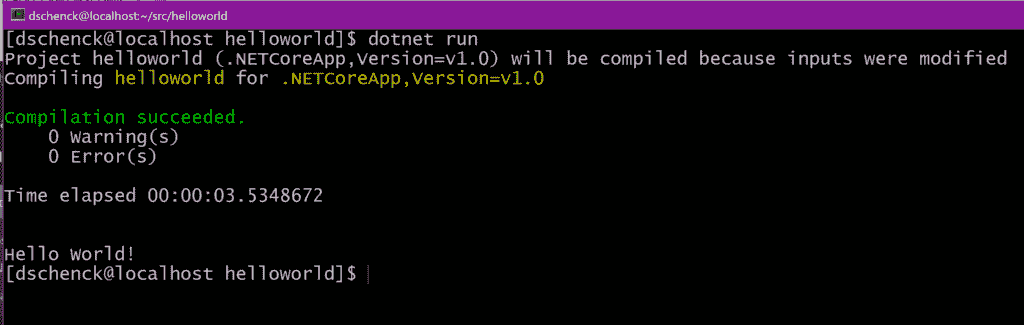 dschenck@localhost:~/src/helloworld
[dschenck@localhost helloworld]$ dotnet run
Project helloworld (.NETCoreApp,Version=v1.0) will be compiled because inputs were modified
Compiling helloworld for .NETCoreApp,Version=v1.0
Compilation succeeded.
    0 Warning(s)
    0 Error(s)
Time elapsed 00:00:03.5348672
Hello World!
[dschenck@localhost helloworld]$